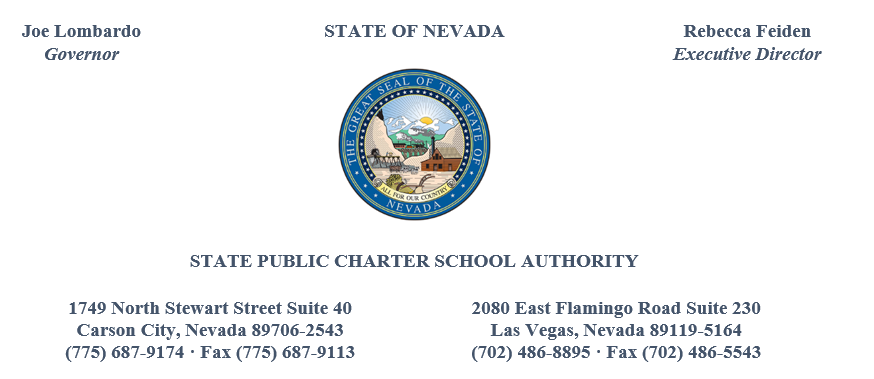 Joe Lombardo
Governor
STATE OF NEVADA
Rebecca Feiden
Executive Director
THE GREAT SEAL OF THE STATE OF
NEVADA
ALL FOR OUR COUNTRY
STATE PUBLIC CHARTER SCHOOL AUTHORITY
1749 North Stewart Street Suite 40
Carson City, Nevada 89706-2543
(775) 687-9174 · Fax (775) 687-9113
2080 East Flamingo Road Suite 230
Las Vegas, Nevada 89119-5164
(702) 486-8895 · Fax (702) 486-5543